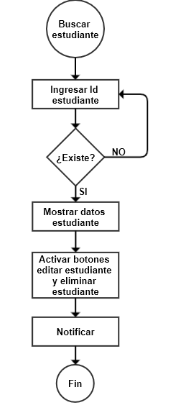 Buscar
estudiante
Ingresar Id
estudiante
¿Existe?
NO
SI
Mostrar datos
estudiante
Activar botones
editar estudiante
y eliminar
estudiante
Notificar
Fin